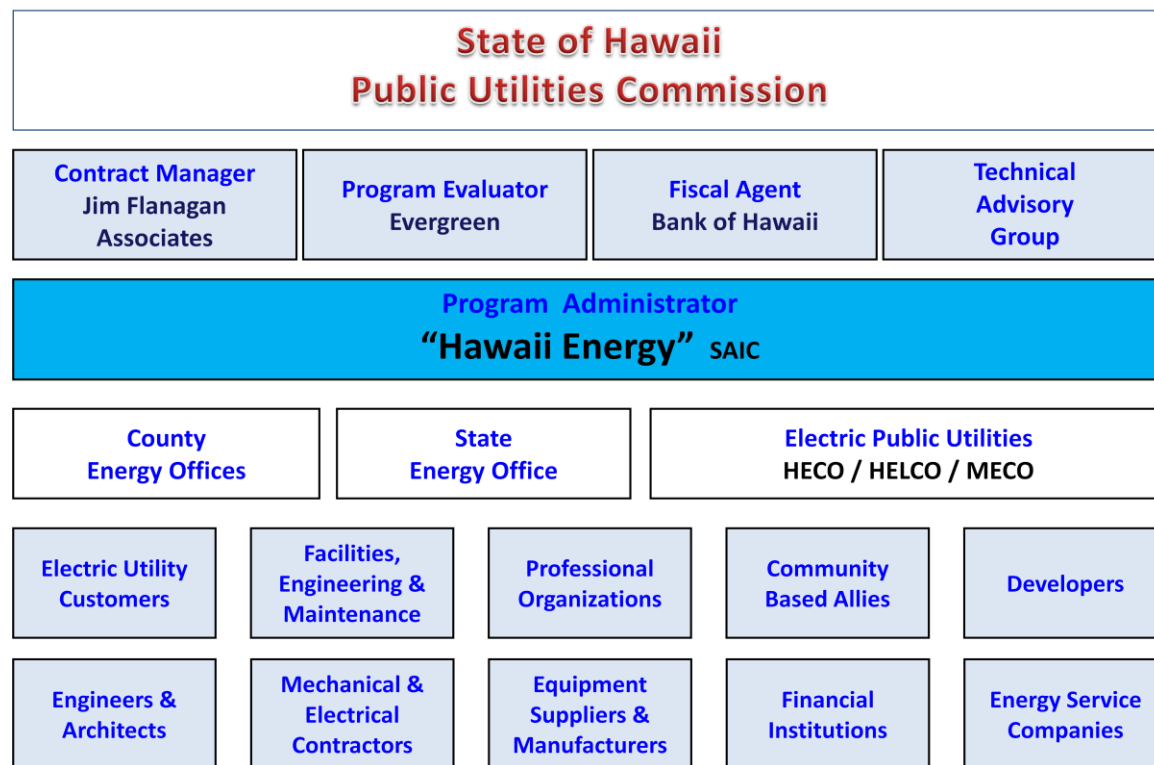 State of Hawaii
Public Utilities Commission
Contract Manager
Jim Flanagan
Associates
Program Evaluator
Evergreen
Fiscal Agent
Bank of Hawaii
Technical
Advisory
Group
Program Administrator
“Hawaii Energy” SAIC
County
Energy Offices
State
Energy Office
Electric Public Utilities
HECO / HELCO / MECO
Electric Utility
Customers
Facilities,
Engineering &
Maintenance
Professional
Organizations
Community
Based Allies
Developers
Engineers &
Architects
Mechanical &
Electrical
Contractors
Equipment
Suppliers &
Manufacturers
Financial
Institutions
Energy Service
Companies